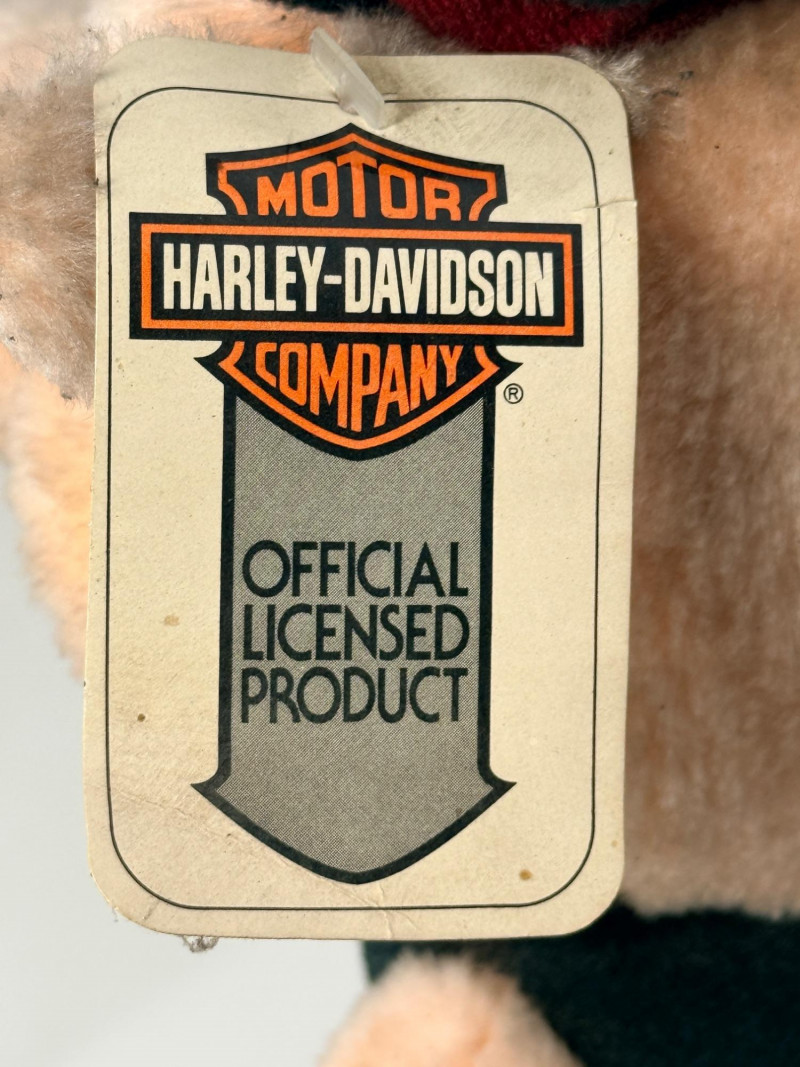 MOTOR
HARLEY-DAVIDSON
COMPANY
®
OFFICIAL
LICENSED
PRODUCT